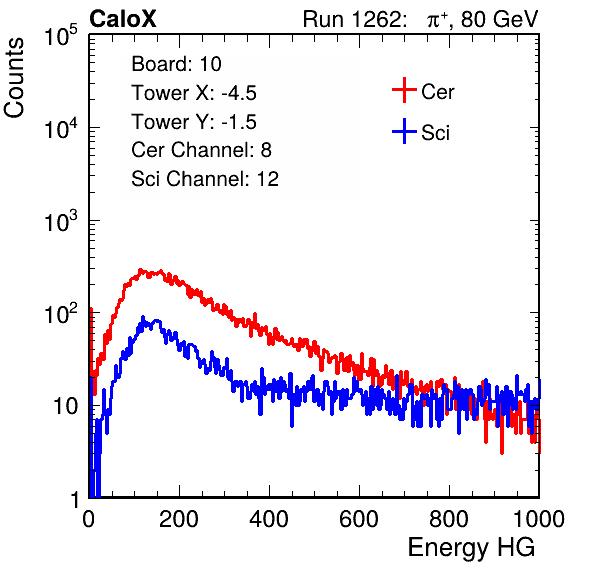 CaloX
Run 1262: π⁺, 80 GeV
Counts
10⁵
10⁴
10³
10²
10
1
Board: 10
Tower X: -4.5
Tower Y: -1.5
Cer Channel: 8
Sci Channel: 12
Cer
Sci
0 200 400 600 800 1000
Energy HG